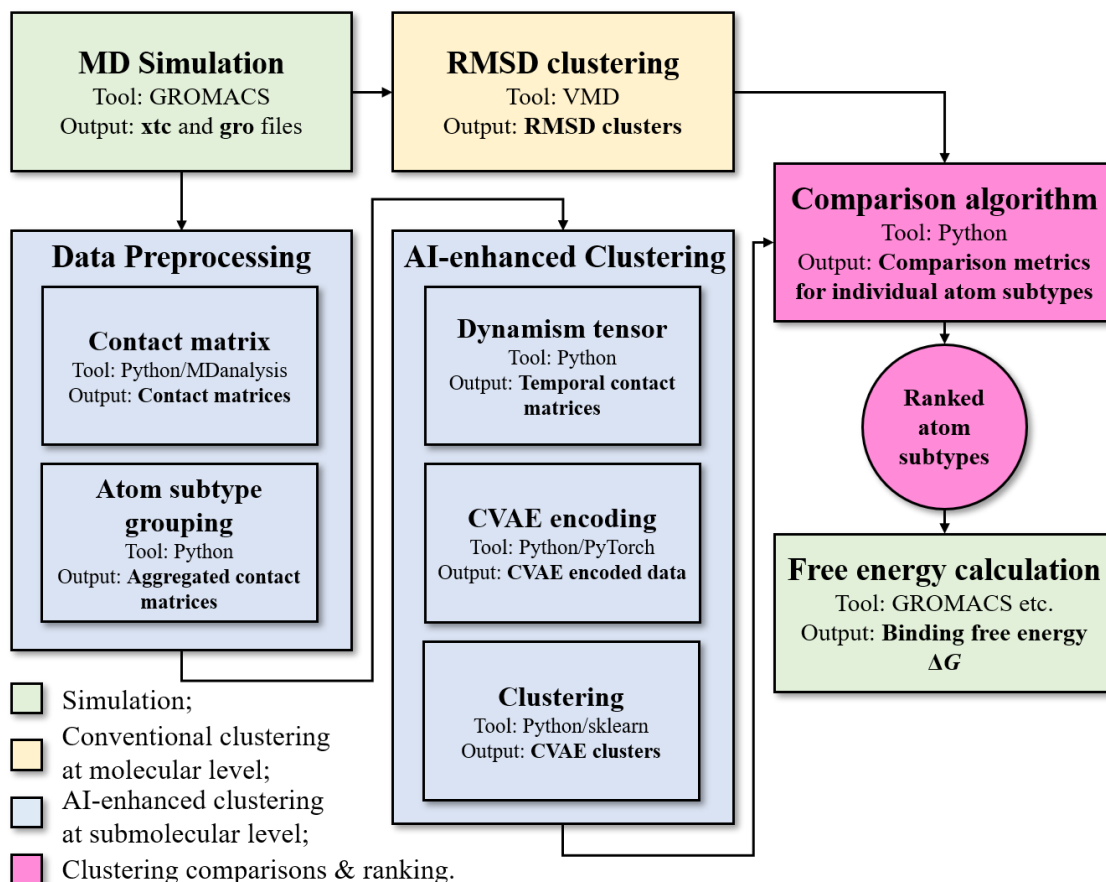 MD Simulation
Tool: GROMACS
Output: xtc and gro files
RMSD clustering
Tool: VMD
Output: RMSD clusters
Comparison algorithm
Tool: Python
Output: Comparison metrics
for individual atom subtypes
Data Preprocessing
Contact matrix
Tool: Python/MDanalysis
Output: Contact matrices
Atom subtype
grouping
Tool: Python
Output: Aggregated contact
matrices
AI-enhanced Clustering
Dynamism tensor
Tool: Python
Output: Temporal contact
matrices
CVAE encoding
Tool: Python/PyTorch
Output: CVAE encoded data
Clustering
Tool: Python/sklearn
Output: CVAE clusters
Ranked
atom
subtypes
Free energy calculation
Tool: GROMACS etc.
Output: Binding free energy
ΔG
Simulation;
Conventional clustering
at molecular level;
AI-enhanced clustering
at submolecular level;
Clustering comparisons & ranking.